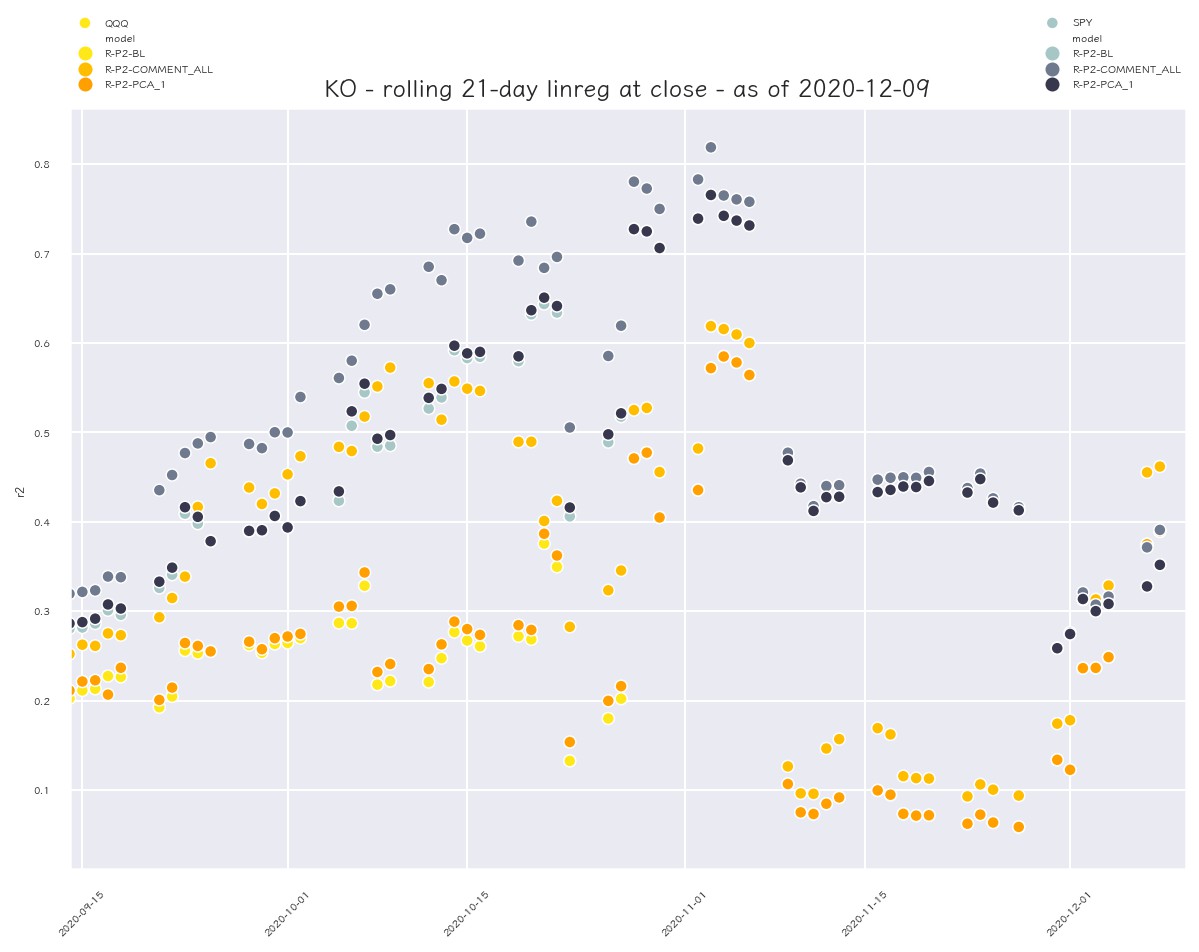 QQQ
model
R-P2-BL
R-P2-COMMENT_ALL
R-P2-PCA_1
SPY
model
R-P2-BL
R-P2-COMMENT_ALL
R-P2-PCA_1
KO - rolling 21-day linreg at close - as of 2020-12-09
r2
0.8
0.7
0.6
0.5
0.4
0.3
0.2
0.1
2020-09-15
2020-10-01
2020-10-15
2020-11-01
2020-11-15
2020-12-01